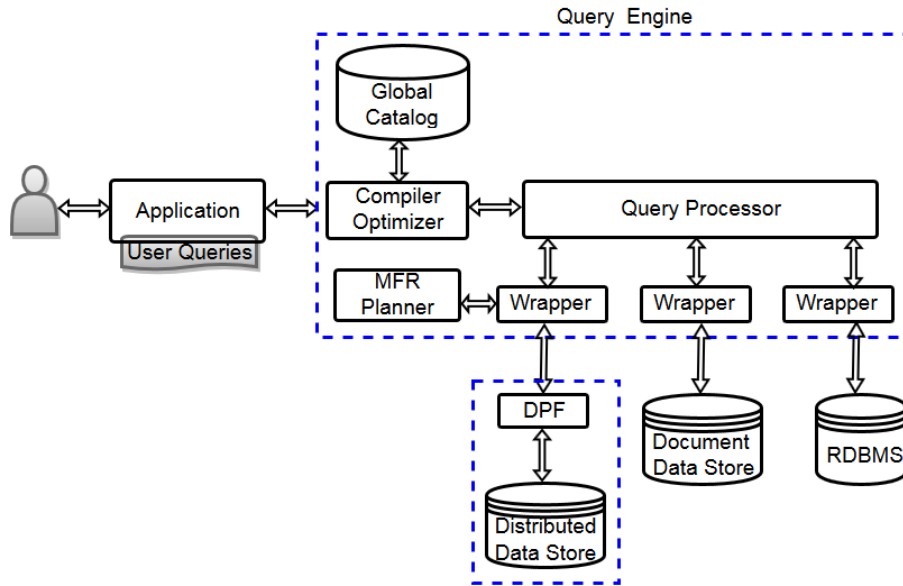 Query Engine
Global
Catalog
Application
User Queries
Compiler
Optimizer
Query Processor
MFR
Planner
Wrapper
Wrapper
Wrapper
DPF
Distributed
Data Store
Document
Data Store
RDBMS